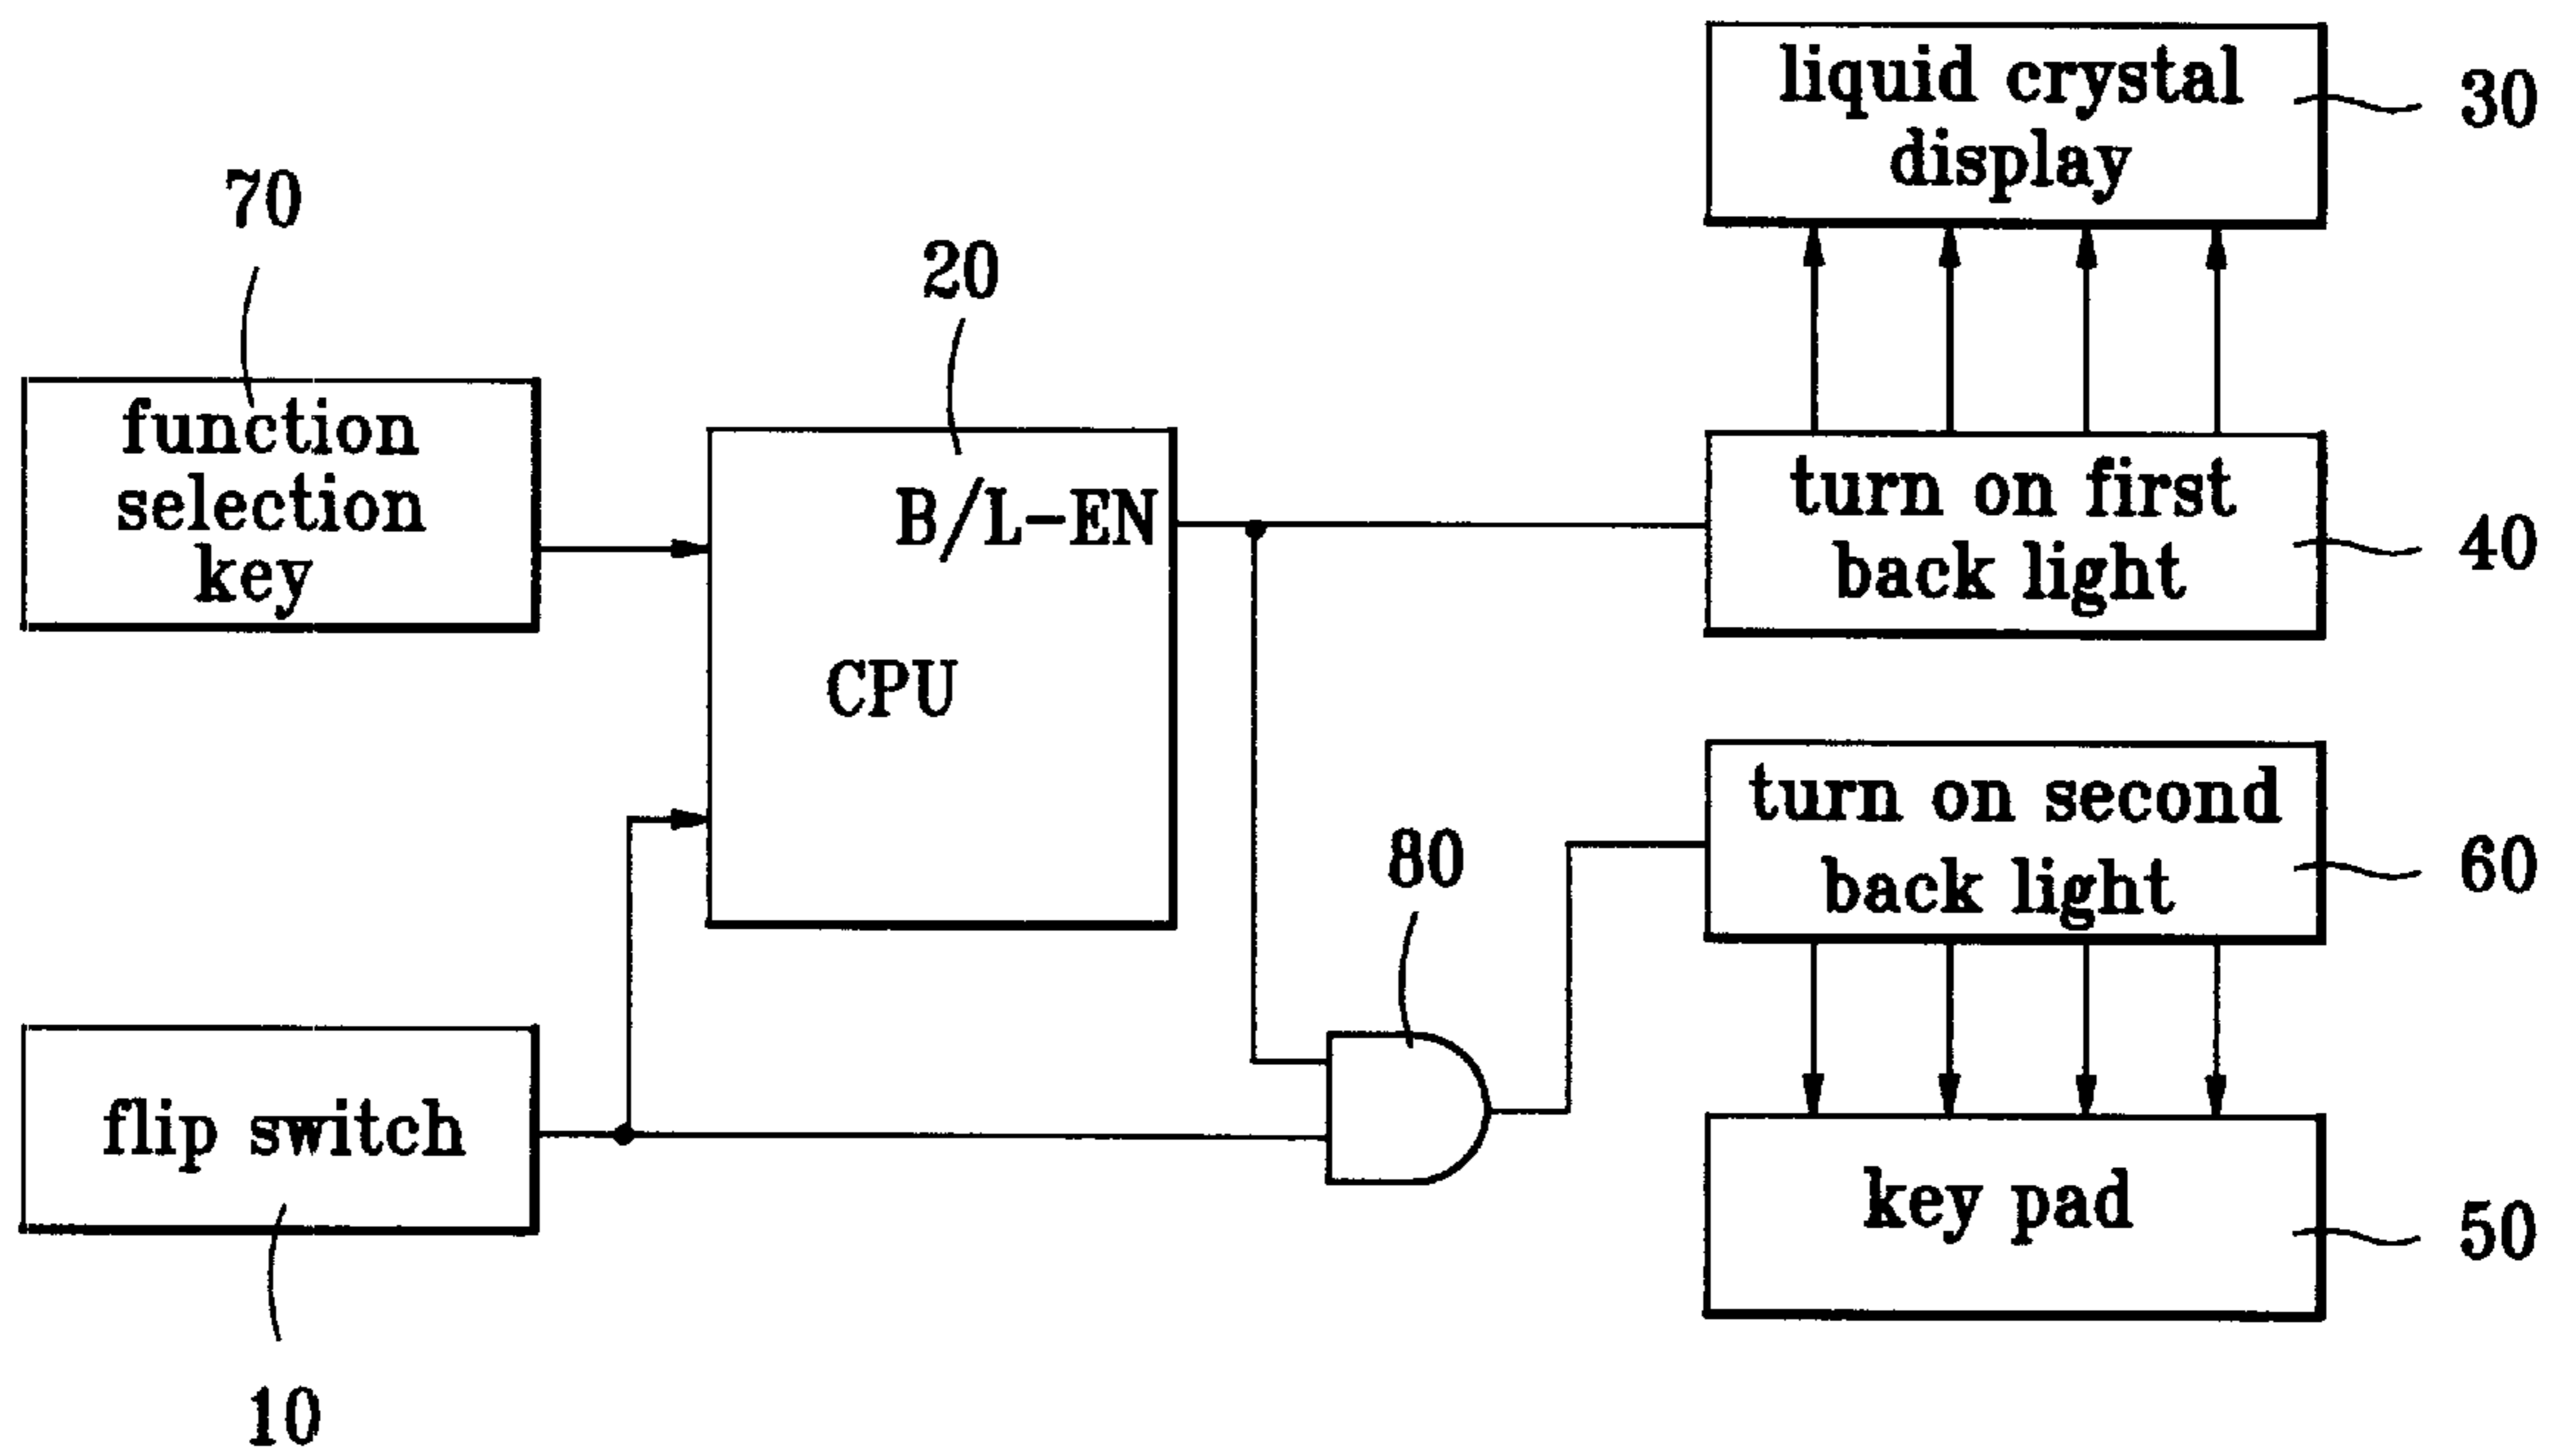 liquid crystal
display
30
70
20
function
selection
key
B/L-EN
CPU
turn on first
back light
40
turn on second
back light
60
80
flip switch
key pad
50
10